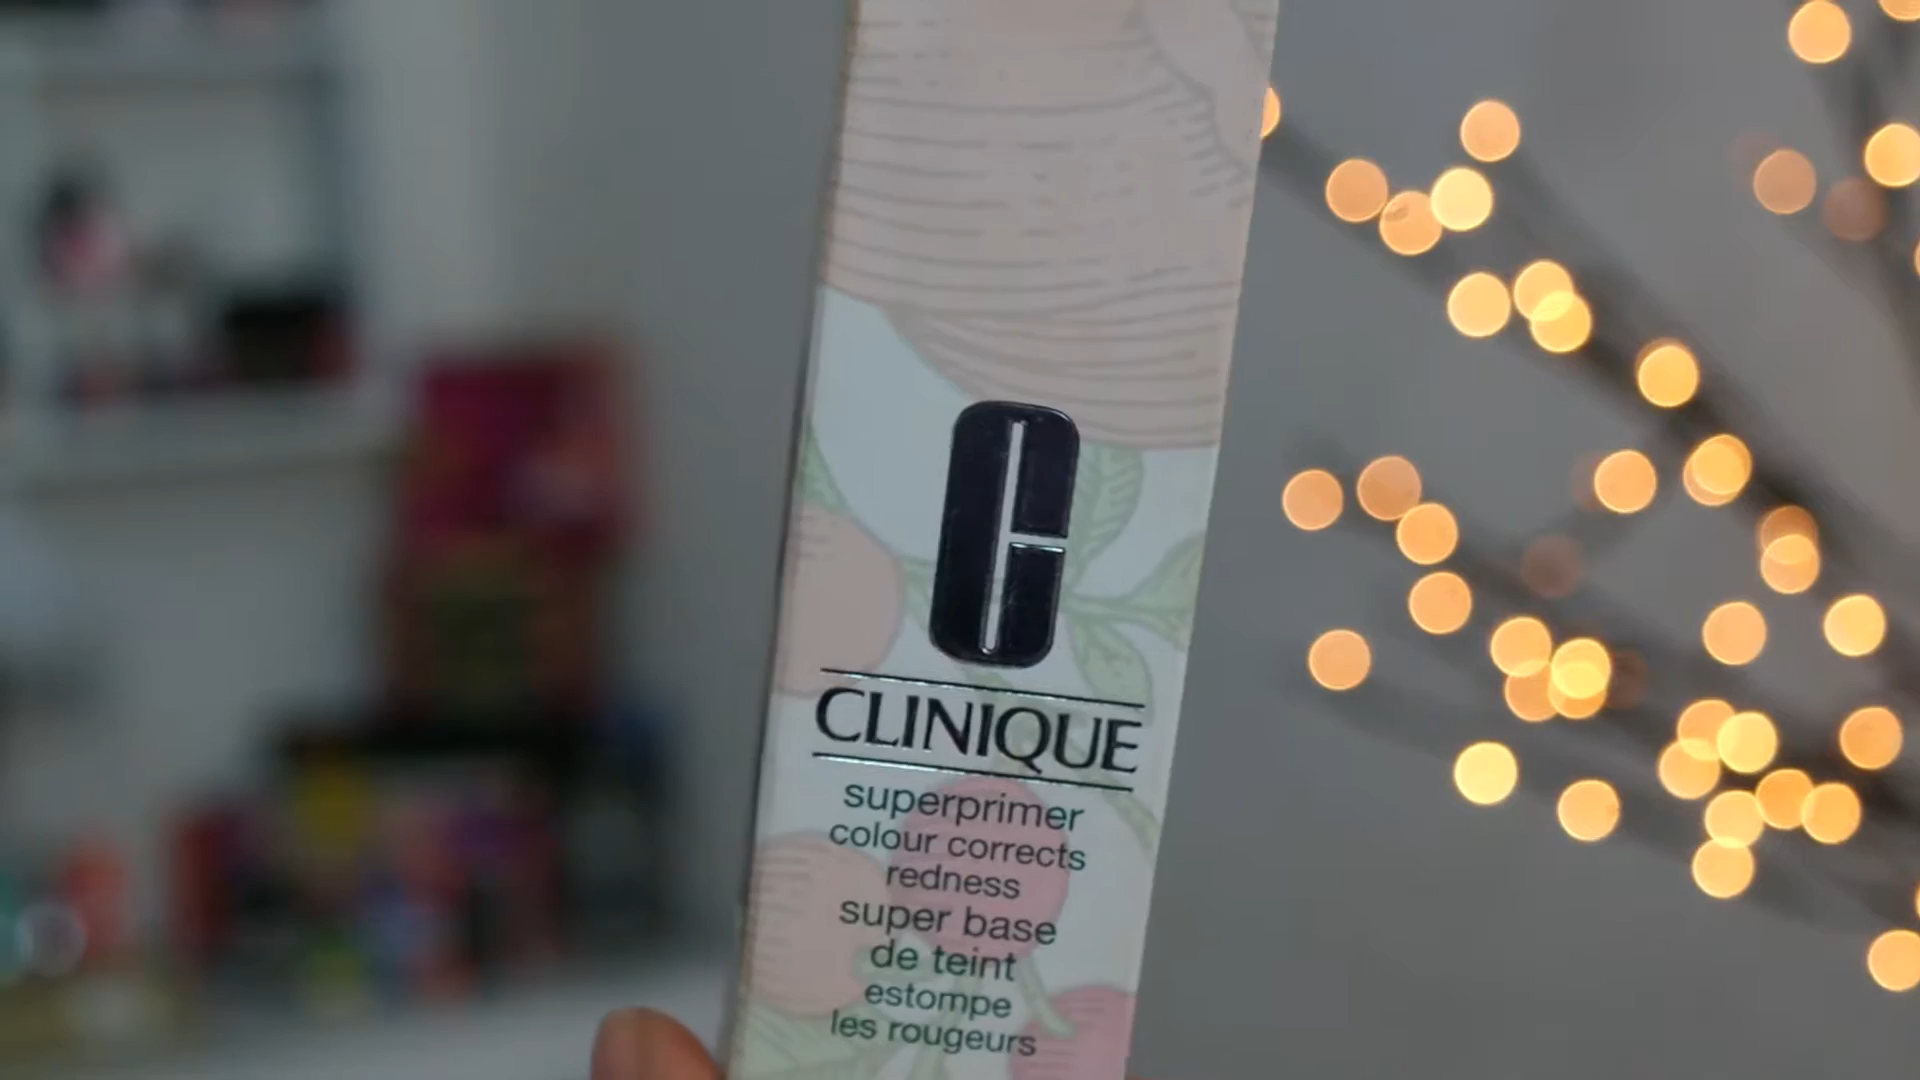 C
CLINIQUE
superprimer
colour corrects
redness
super base
de teint
estompe
les rougeurs